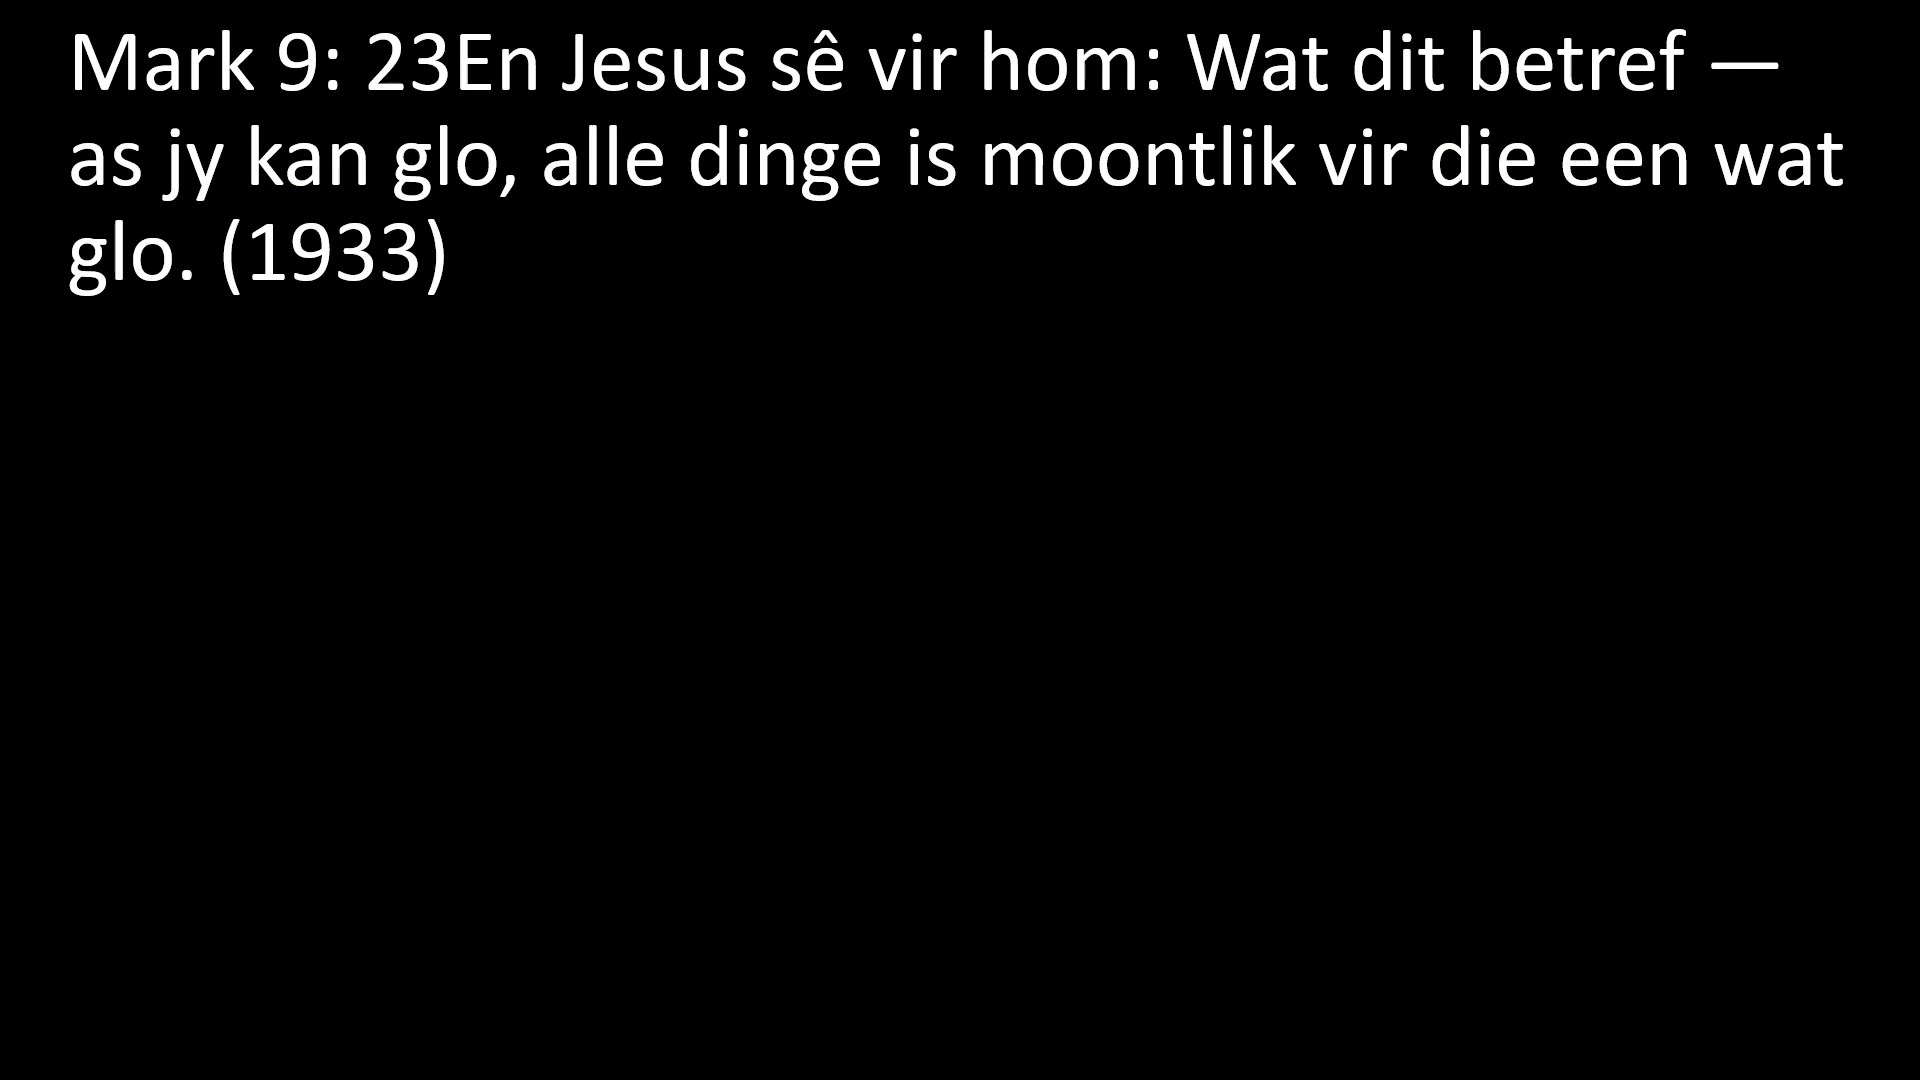 Mark 9: 23En Jesus sê vir hom: Wat dit betref —
as jy kan glo, alle dinge is moontlik vir die een wat
glo. (1933)